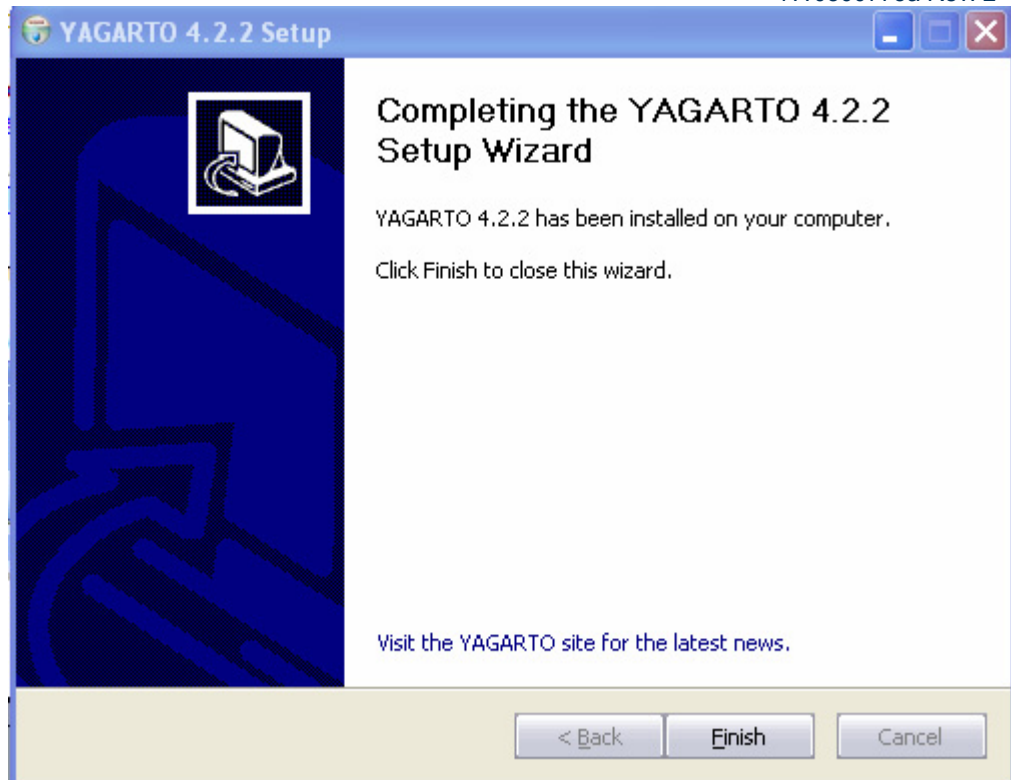 YAGARTO 4.2.2 Setup
Completing the YAGARTO 4.2.2
Setup Wizard
YAGARTO 4.2.2 has been installed on your computer.
Click Finish to close this wizard.
Visit the YAGARTO site for the latest news.
< Back
Finish
Cancel